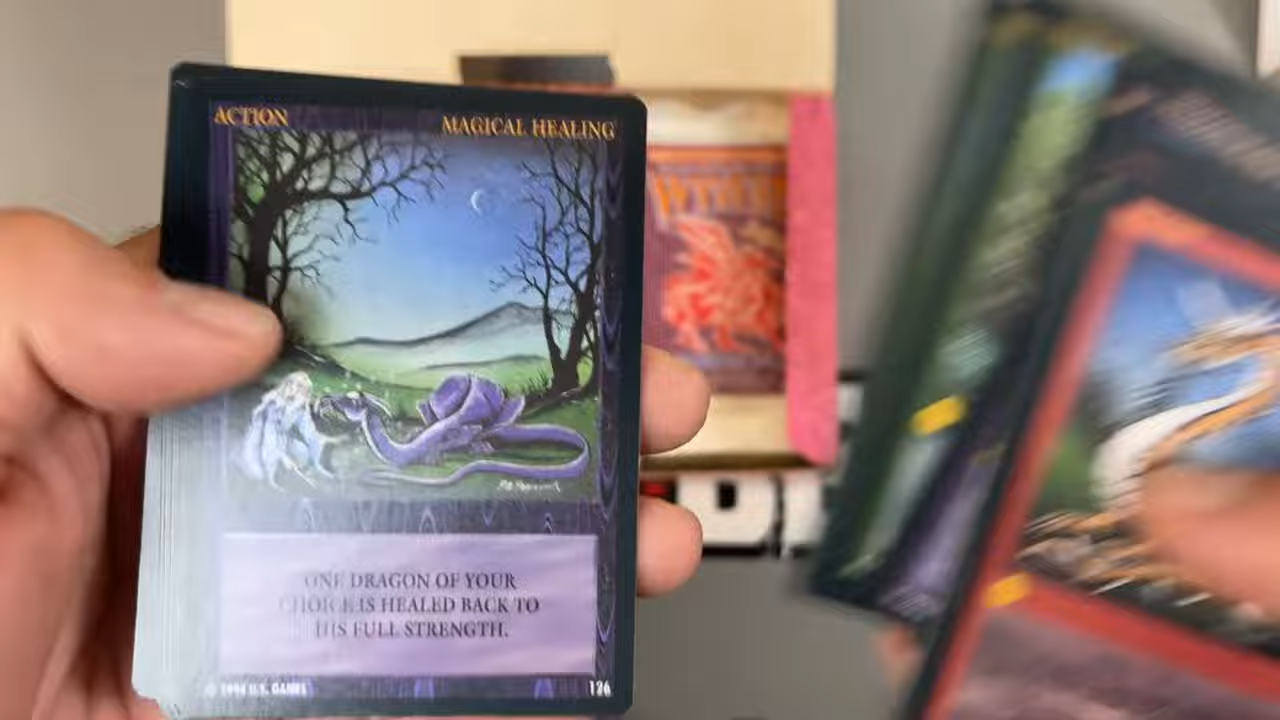 ACTION
MAGICAL HEALING
ONE DRAGON OF YOUR
CHOICE IS HEALED BACK TO
HIS FULL STRENGTH.
© 1994 U.S. GAMES
126